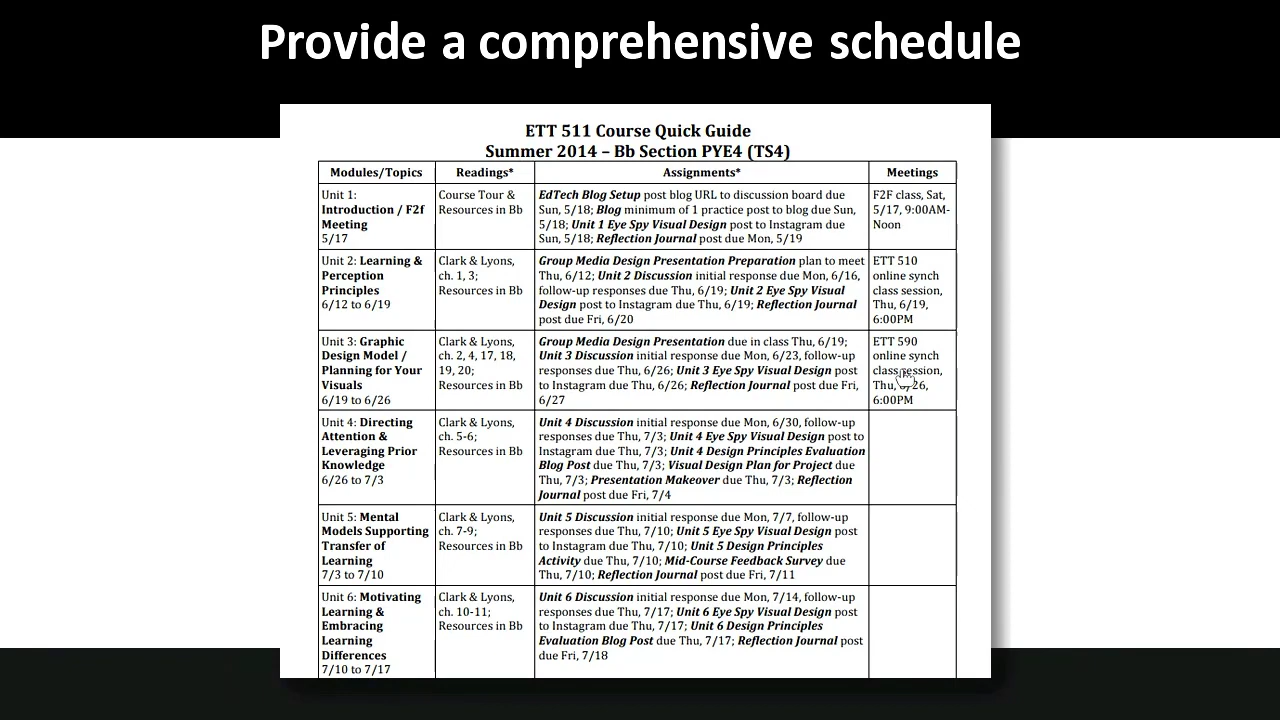 Provide a comprehensive schedule
ETT 511 Course Quick Guide
Summer 2014 – Bb Section PYE4 (TS4)
Modules/Topics
Readings*
Assignments*
Meetings
Unit 1:
Introduction / F2f
Meeting
5/17
Course Tour &
Resources in Bb
EdTech Blog Setup post blog URL to discussion board due
Sun, 5/18; Blog minimum of 1 practice post to blog due Sun,
5/18; Unit 1 Eye Spy Visual Design post to Instagram due
Sun, 5/18; Reflection Journal post due Mon, 5/19
F2F class, Sat,
5/17, 9:00AM-
Noon
Unit 2: Learning &
Perception
Principles
6/12 to 6/19
Clark & Lyons,
ch. 1, 3;
Resources in Bb
Group Media Design Presentation Preparation plan to meet
Thu, 6/12; Unit 2 Discussion initial response due Mon, 6/16,
follow-up responses due Thu, 6/19; Unit 2 Eye Spy Visual
Design post to Instagram due Thu, 6/19; Reflection Journal
post due Fri, 6/20
ETT 510
online synch
class session,
Thu, 6/19,
6:00PM
Unit 3: Graphic
Design Model /
Planning for Your
Visuals
6/19 to 6/26
Clark & Lyons,
ch. 2, 4, 17, 18,
19, 20;
Resources in Bb
Group Media Design Presentation due in class Thu, 6/19;
Unit 3 Discussion initial response due Mon, 6/23, follow-up
responses due Thu, 6/26; Unit 3 Eye Spy Visual Design post
to Instagram due Thu, 6/26; Reflection Journal post due Fri,
6/27
ETT 590
online synch
class session,
Thu, 6/26,
6:00PM
Unit 4: Directing
Attention &
Leveraging Prior
Knowledge
6/26 to 7/3
Clark & Lyons,
ch. 5-6;
Resources in Bb
Unit 4 Discussion initial response due Mon, 6/30, follow-up
responses due Thu, 7/3; Unit 4 Eye Spy Visual Design post to
Instagram due Thu, 7/3; Unit 4 Design Principles Evaluation
Blog Post due Thu, 7/3; Visual Design Plan for Project due
Thu, 7/3; Presentation Makeover due Thu, 7/3; Reflection
Journal post due Fri, 7/4
Unit 5: Mental
Models Supporting
Transfer of
Learning
7/3 to 7/10
Clark & Lyons,
ch. 7-9;
Resources in Bb
Unit 5 Discussion initial response due Mon, 7/7, follow-up
responses due Thu, 7/10; Unit 5 Eye Spy Visual Design post
to Instagram due Thu, 7/10; Unit 5 Design Principles
Activity due Thu, 7/10; Mid-Course Feedback Survey due
Thu, 7/10; Reflection Journal post due Fri, 7/11
Unit 6: Motivating
Learning &
Embracing
Learning
Differences
7/10 to 7/17
Clark & Lyons,
ch. 10-11;
Resources in Bb
Unit 6 Discussion initial response due Mon, 7/14, follow-up
responses due Thu, 7/17; Unit 6 Eye Spy Visual Design post
to Instagram due Thu, 7/17; Unit 6 Design Principles
Evaluation Blog Post due Thu, 7/17; Reflection Journal post
due Fri, 7/18